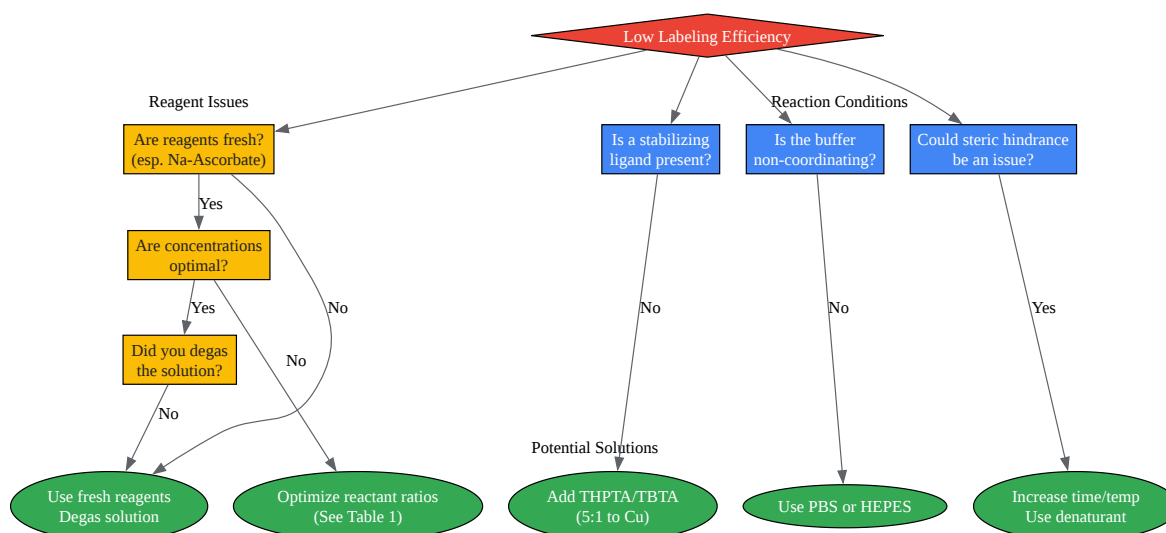 Low Labeling Efficiency
Reagent Issues
Reaction Conditions
Are reagents fresh?
(esp. Na-Ascorbate)
Is a stabilizing
ligand present?
Is the buffer
non-coordinating?
Could steric hindrance
be an issue?
Yes
Are concentrations
optimal?
Yes
No
No
No
Yes
Did you degas
the solution?
No
No
Potential Solutions
Use fresh reagents
Degas solution
Optimize reactant ratios
(See Table 1)
Add THPTA/TBTA
(5:1 to Cu)
Use PBS or HEPES
Increase time/temp
Use denaturant